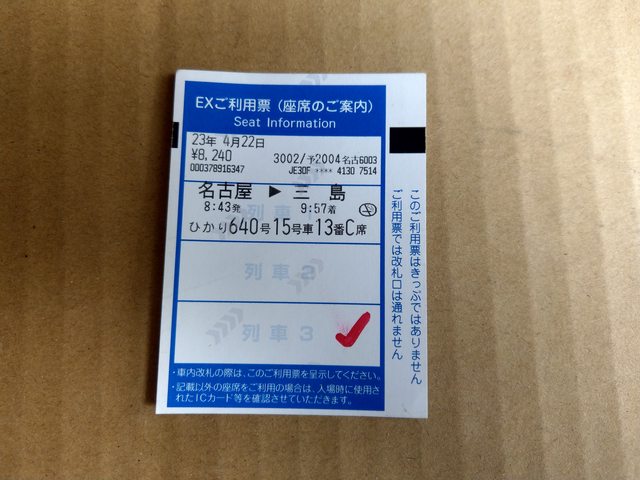 EXご利用票（座席のご案内）
Seat Information
23年 4月22日
¥8,240
3002/予2004 名古6003
000378916347
JE30F **** 4130 7514
名古屋 ▶ 三 島
8:43発
9:57着
ひかり640号15号車13番C席
列車2
列車3
・車内改札の際は、このご利用票を呈示してください。
・記載以外の座席をご利用の場合は、入場時に使用さ
れたICカード等を確認させていただきます。
このご利用票はきっぷではありません
ご利用票では改札口は通れません